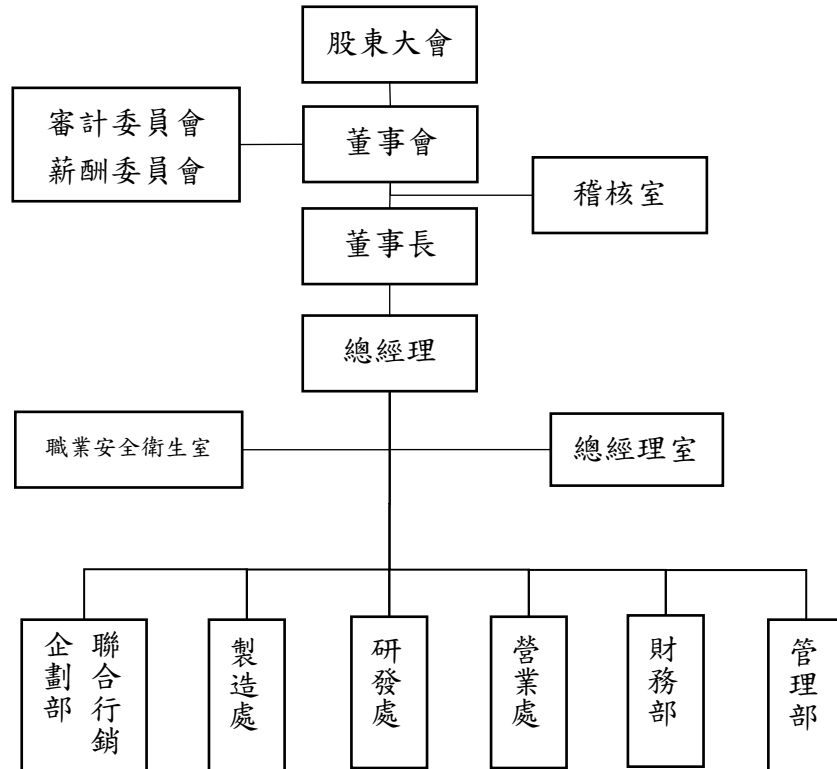 股東大會
審計委員會
薪酬委員會
董事會
稽核室
董事長
總經理
職業安全衛生室
總經理室
聯合行銷
企劃部
製造處
研發處
營業處
財務部
管理部